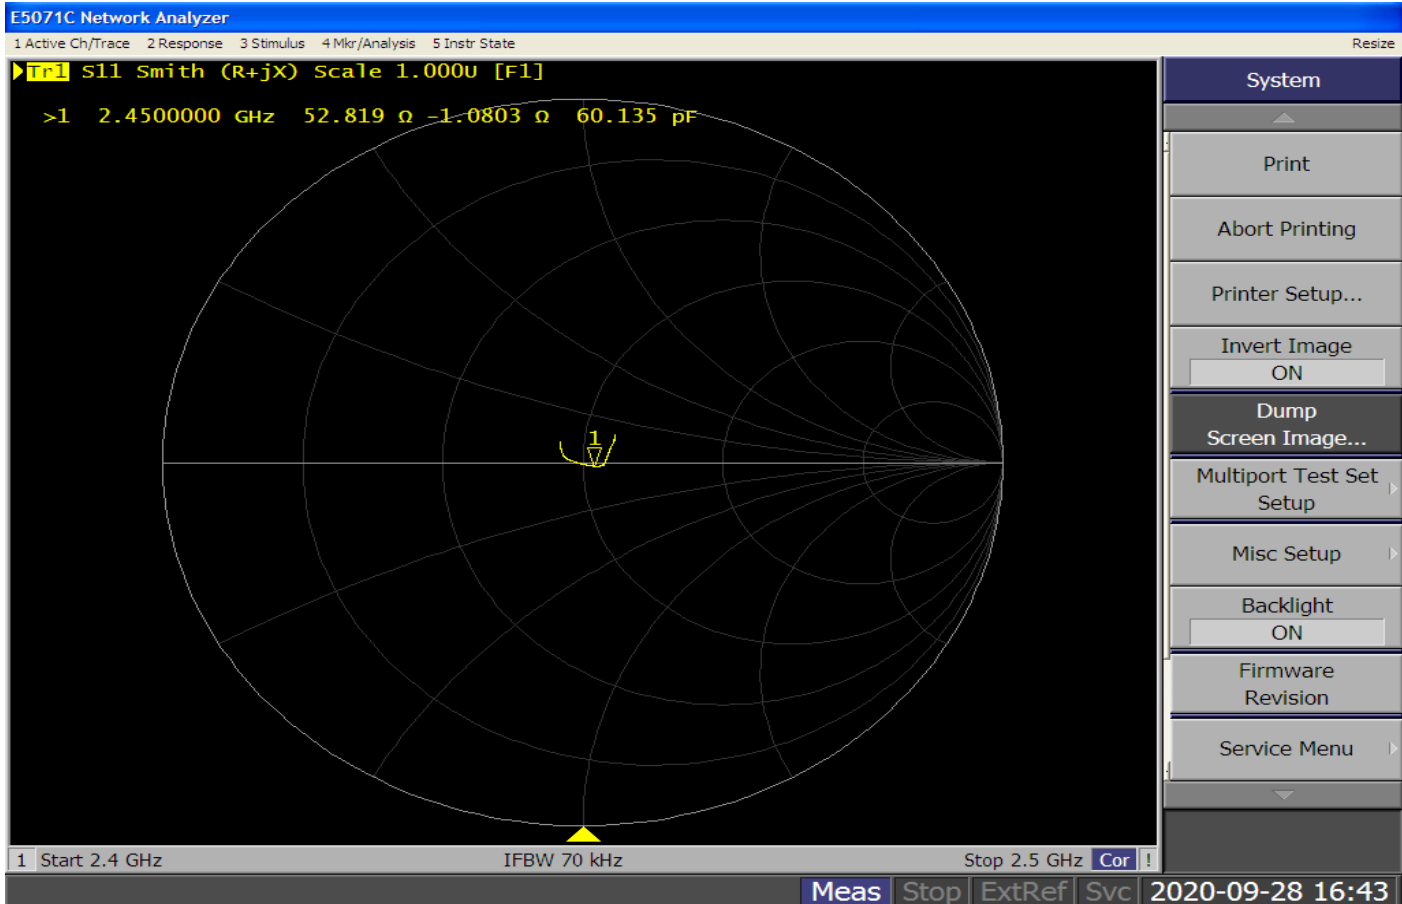 E5071C Network Analyzer
1 Active Ch/Trace 2 Response 3 Stimulus 4 Mkr/Analysis 5 Instr State Resize
Tr1 S11 Smith (R+jX) Scale 1.000U [F1]
>1 2.4500000 GHz 52.819 Ω -1.0803 Ω 60.135 pF
1
System
Print
Abort Printing
Printer Setup...
Invert Image
ON
Dump
Screen Image...
Multiport Test Set
Setup
Misc Setup
Backlight
ON
Firmware
Revision
Service Menu
1 Start 2.4 GHz IFBW 70 kHz Stop 2.5 GHz Cor !
Meas Stop ExtRef Svc 2020-09-28 16:43